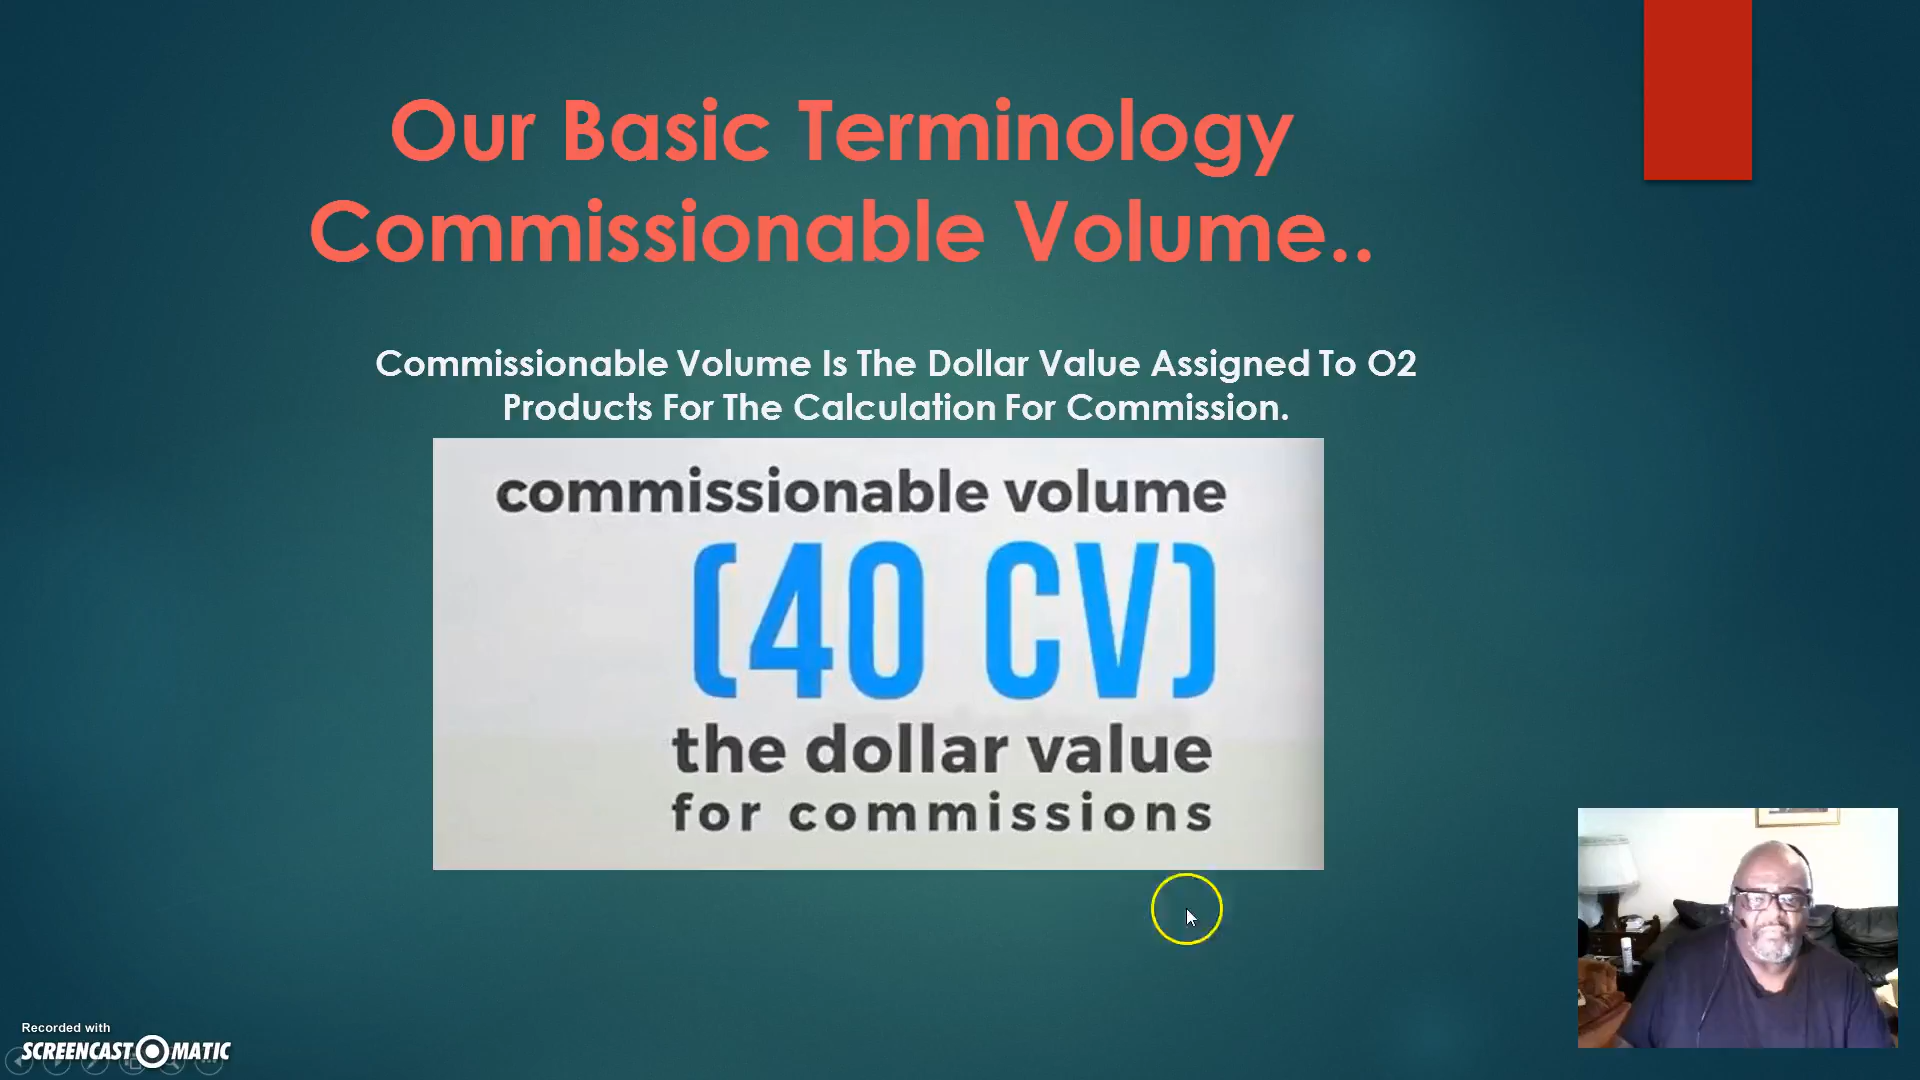 Our Basic Terminology
Commissionable Volume..
Commissionable Volume Is The Dollar Value Assigned To O2
Products For The Calculation For Commission.
commissionable volume
(40 CV)
the dollar value
for commissions
Recorded with
SCREENCAST MATIC